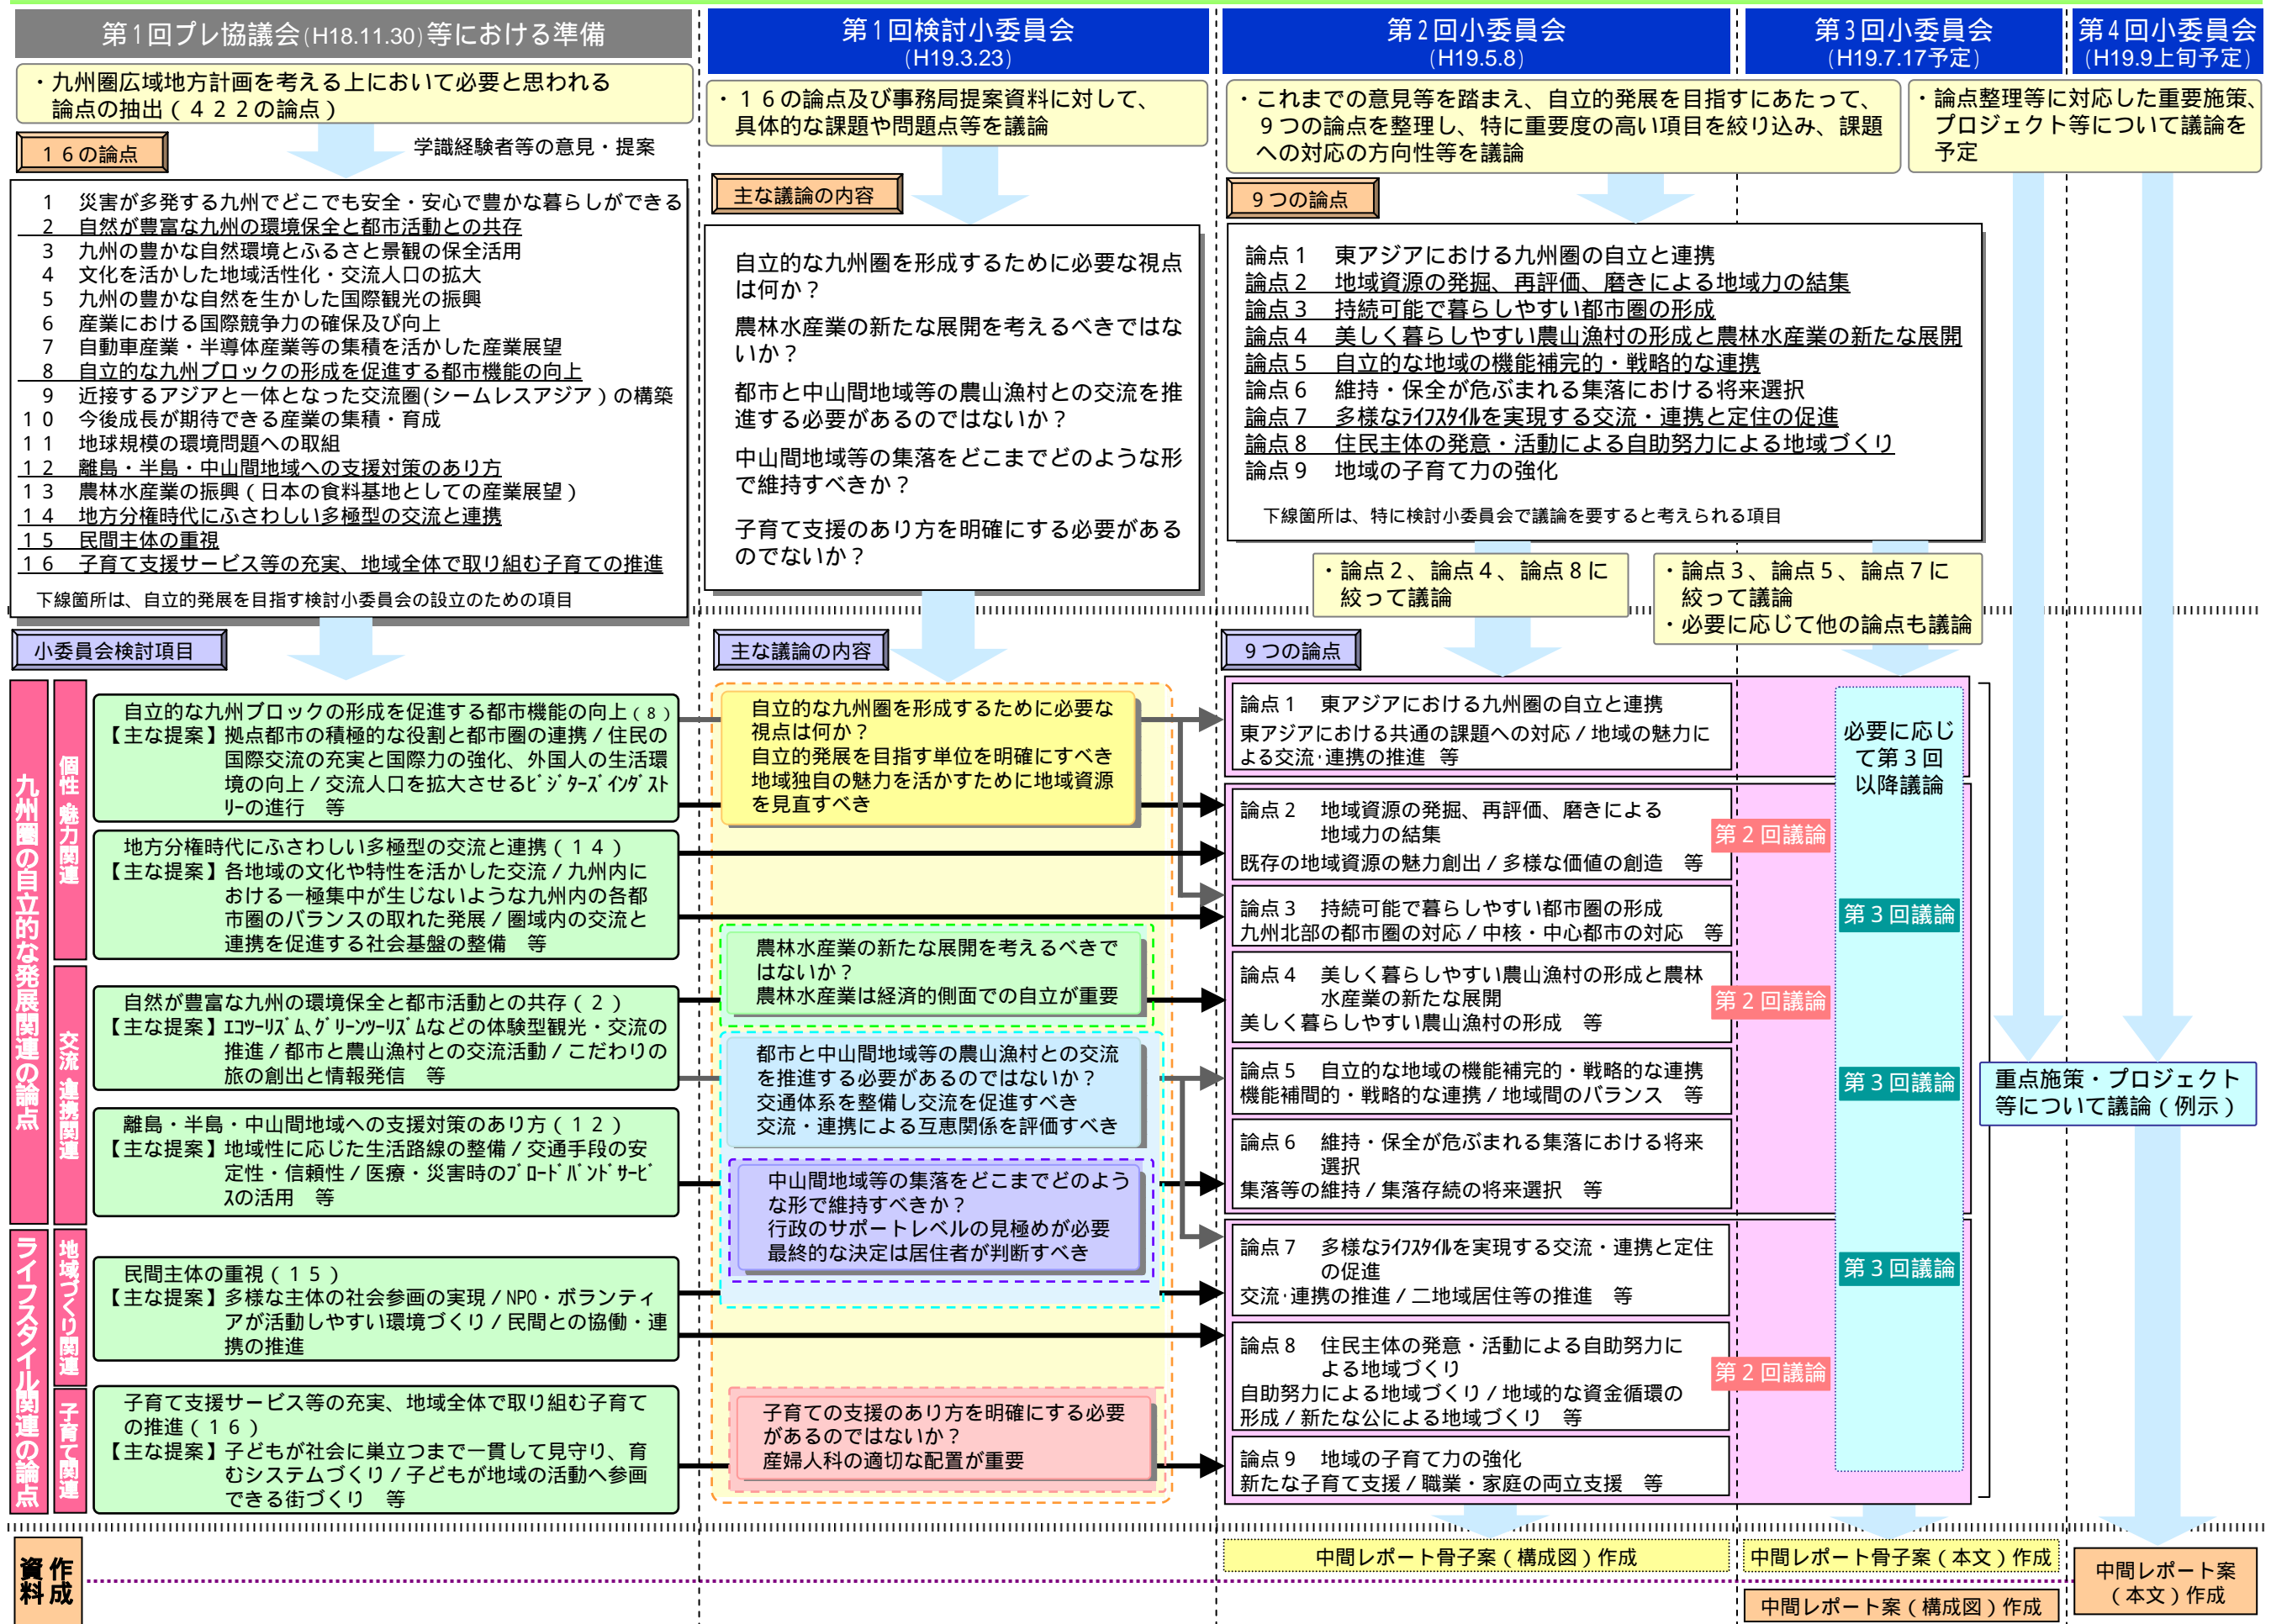 第1回プレ協議会(H18.11.30)等における準備
・九州圏広域地方計画を考える上において必要と思われる
論点の抽出(422の論点)
16の論点
学識経験者等の意見・提案
1 災害が多発する九州でどこでも安全・安心で豊かな暮らしができる
2 自然が豊富な九州の環境保全と都市活動との共存
3 九州の豊かな自然環境とふるさと景観の保全活用
4 文化を活かした地域活性化・交流人口の拡大
5 九州の豊かな自然を生かした国際観光の振興
6 産業における国際競争力の確保及び向上
7 自動車産業・半導体産業等の集積を活かした産業展望
8 自立的な九州ブロックの形成を促進する都市機能の向上
9 近接するアジアと一体となった交流圏(シームレスアジア)の構築
10 今後成長が期待できる産業の集積・育成
11 地球規模の環境問題への取組
12 離島・半島・中山間地域への支援対策のあり方
13 農林水産業の振興(日本の食料基地としての産業展望)
14 地方分権時代にふさわしい多極型の交流と連携
15 民間主体の重視
16 子育て支援サービス等の充実、地域全体で取り組む子育ての推進
下線箇所は、自立的発展を目指す検討小委員会の設立のための項目
第1回検討小委員会
(H19.3.23)
・16の論点及び事務局提案資料に対して、
具体的な課題や問題点等を議論
主な議論の内容
自立的な九州圏を形成するために必要な視点
は何か?
農林水産業の新たな展開を考えるべきではな
いか?
都市と中山間地域等の農山漁村との交流を推
進する必要があるのではないか?
中山間地域等の集落をどこまでどのような形
で維持すべきか?
子育て支援のあり方を明確にする必要がある
のでないか?
第2回小委員会
(H19.5.8)
第3回小委員会
(H19.7.17予定)
第4回小委員会
(H19.9上旬予定)
・これまでの意見等を踏まえ、自立的発展を目指すにあたって、
9つの論点を整理し、特に重要度の高い項目を絞り込み、課題
への対応の方向性等を議論
・論点整理等に対応した重要施策、
プロジェクト等について議論を
予定
9つの論点
論点1 東アジアにおける九州圏の自立と連携
論点2 地域資源の発掘、再評価、磨きによる地域力の結集
論点3 持続可能で暮らしやすい都市圏の形成
論点4 美しく暮らしやすい農山漁村の形成と農林水産業の新たな展開
論点5 自立的な地域の機能補完的・戦略的な連携
論点6 維持・保全が危ぶまれる集落における将来選択
論点7 多様なライフスタイルを実現する交流・連携と定住の促進
論点8 住民主体の発意・活動による自助努力による地域づくり
論点9 地域の子育て力の強化
下線箇所は、特に検討小委員会で議論を要すると考えられる項目
・論点2、論点4、論点8に
絞って議論
・論点3、論点5、論点7に
絞って議論
・必要に応じて他の論点も議論
小委員会検討項目
九州圏の自立的な発展関連の論点
ライフスタイル関連の論点
個性・魅力関連
交流・連携関連
地域づくり関連
子育て関連
自立的な九州ブロックの形成を促進する都市機能の向上(8)
【主な提案】拠点都市の積極的な役割と都市圏の連携/住民の
国際交流の充実と国際力の強化、外国人の生活環
境の向上/交流人口を拡大させるビジターズインダスト
リーの進行 等
地方分権時代にふさわしい多極型の交流と連携(14)
【主な提案】各地域の文化や特性を活かした交流/九州内に
おける一極集中が生じないような九州内の各都
市圏のバランスの取れた発展/圏域内の交流と
連携を促進する社会基盤の整備 等
自然が豊富な九州の環境保全と都市活動との共存(2)
【主な提案】エコツーリズム、グリーンツーリズムなどの体験型観光・交流の
推進/都市と農山漁村との交流活動/こだわりの
旅の創出と情報発信 等
離島・半島・中山間地域への支援対策のあり方(12)
【主な提案】地域性に応じた生活路線の整備/交通手段の安
定性・信頼性/医療・災害時のブロードバンドサービ
スの活用 等
民間主体の重視(15)
【主な提案】多様な主体の社会参画の実現/NPO・ボランティ
アが活動しやすい環境づくり/民間との協働・連
携の推進
子育て支援サービス等の充実、地域全体で取り組む子育て
の推進(16)
【主な提案】子どもが社会に巣立つまで一貫して見守り、育
むシステムづくり/子どもが地域の活動へ参画
できる街づくり 等
主な議論の内容
自立的な九州圏を形成するために必要な
視点は何か?
自立的発展を目指す単位を明確にすべき
地域独自の魅力を活かすために地域資源
を見直すべき
農林水産業の新たな展開を考えるべきで
はないか?
農林水産業は経済的側面での自立が重要
都市と中山間地域等の農山漁村との交流
を推進する必要があるのではないか?
交通体系を整備し交流を促進すべき
交流・連携による互恵関係を評価すべき
中山間地域等の集落をどこまでどのよう
な形で維持すべきか?
行政のサポートレベルの見極めが必要
最終的な決定は居住者が判断すべき
子育ての支援のあり方を明確にする必要
があるのではないか?
産婦人科の適切な配置が重要
9つの論点
論点1 東アジアにおける九州圏の自立と連携
東アジアにおける共通の課題への対応/地域の魅力に
よる交流・連携の推進 等
論点2 地域資源の発掘、再評価、磨きによる
地域力の結集
既存の地域資源の魅力創出/多様な価値の創造 等
第2回議論
論点3 持続可能で暮らしやすい都市圏の形成
九州北部の都市圏の対応/中核・中心都市の対応 等
第3回議論
論点4 美しく暮らしやすい農山漁村の形成と農林
水産業の新たな展開
美しく暮らしやすい農山漁村の形成 等
第2回議論
論点5 自立的な地域の機能補完的・戦略的な連携
機能補間的・戦略的な連携/地域間のバランス 等
第3回議論
論点6 維持・保全が危ぶまれる集落における将来
選択
集落等の維持/集落存続の将来選択 等
論点7 多様なライフスタイルを実現する交流・連携と定住
の促進
交流・連携の推進/二地域居住等の推進 等
第3回議論
論点8 住民主体の発意・活動による自助努力に
よる地域づくり
自助努力による地域づくり/地域的な資金循環の
形成/新たな公による地域づくり 等
第2回議論
論点9 地域の子育て力の強化
新たな子育て支援/職業・家庭の両立支援 等
必要に応じ
て第3回
以降議論
重点施策・プロジェクト
等について議論(例示)
資料作成
中間レポート骨子案(構成図)作成
中間レポート骨子案(本文)作成
中間レポート案(構成図)作成
中間レポート案
(本文)作成